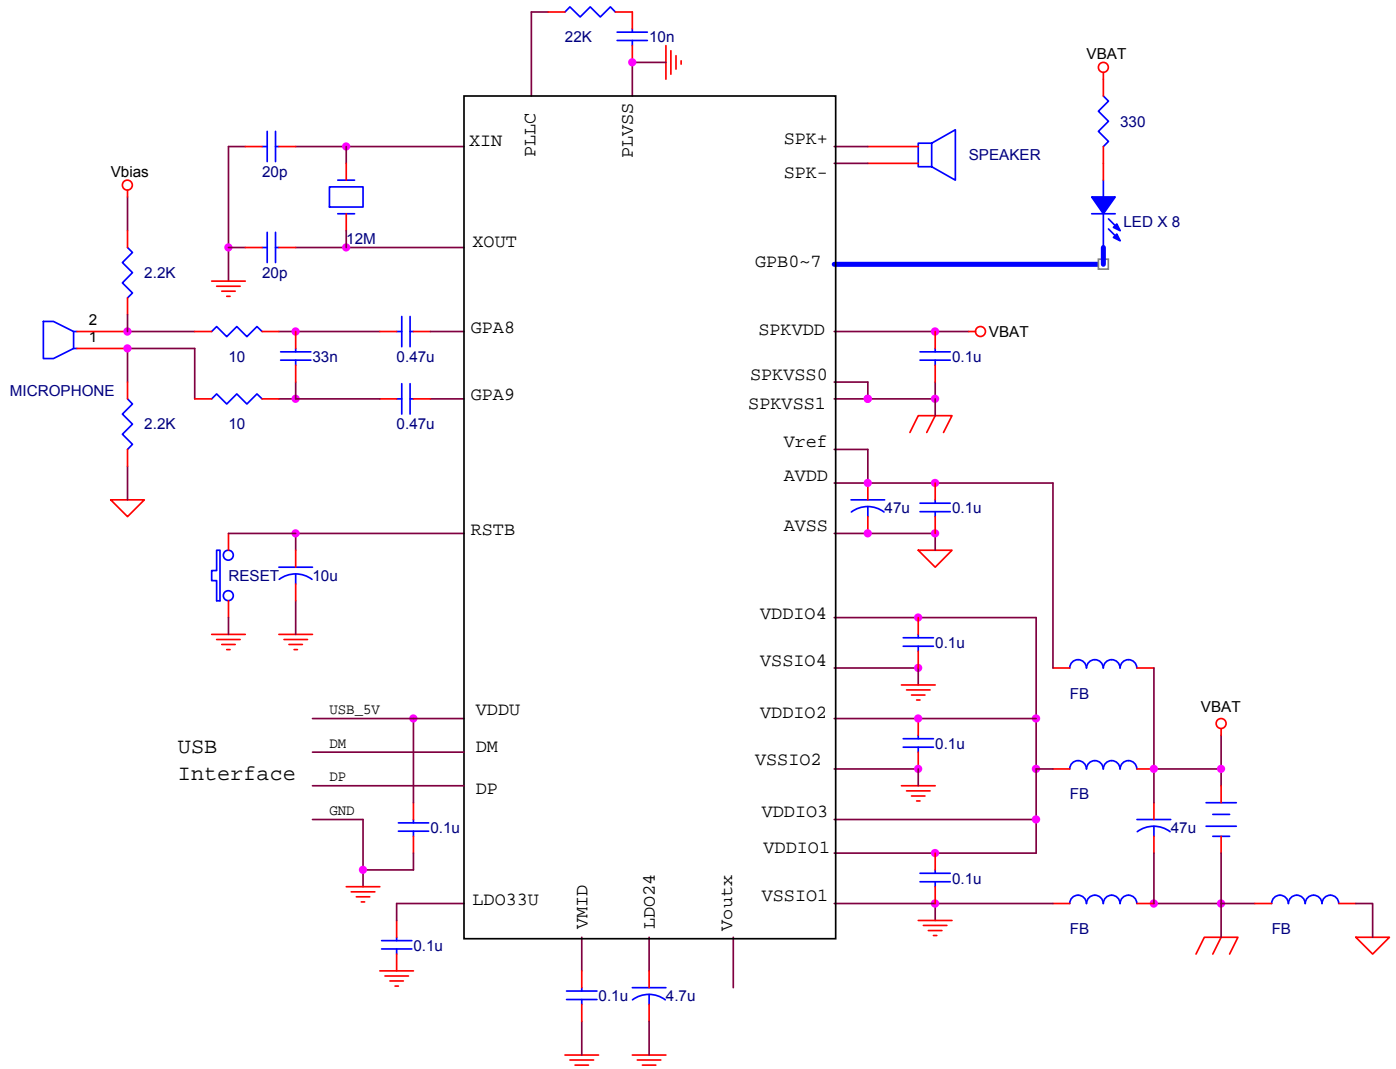 22K
10n
VBAT
330
LED X 8
PLLC
PLVSS
XIN
20p
12M
XOUT
20p
Vbias
2.2K
2
1
MICROPHONE
2.2K
10
33n
10
0.47u
0.47u
GPA8
GPA9
SPK+
SPK-
SPEAKER
GPB0~7
SPKVDD
VBAT
0.1u
SPKVSS0
SPKVSS1
Vref
AVDD
47u
0.1u
AVSS
RSTB
RESET
10u
VDDIO4
0.1u
VSSIO4
FB
USB
Interface
USB_5V
DM
DP
GND
VDDU
DM
DP
0.1u
VDDIO2
0.1u
VSSIO2
VBAT
FB
VDDIO3
VDDIO1
47u
0.1u
VSSIO1
FB
FB
LDO33U
0.1u
VMID
LDO24
Voutx
0.1u
4.7u